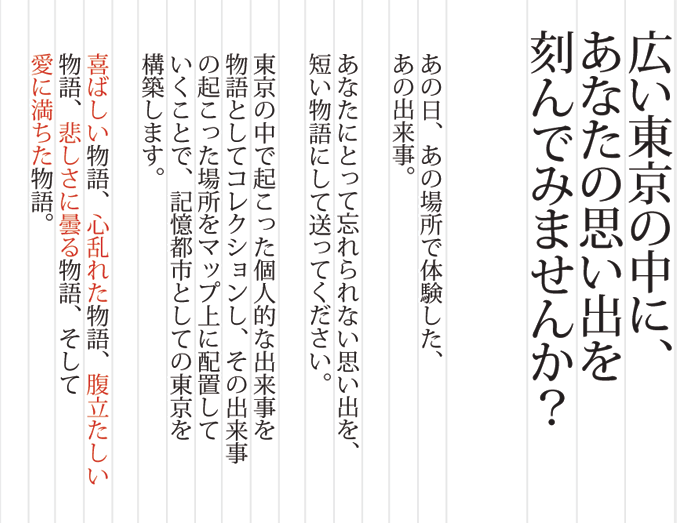 広い東京の中に、
あなたの思い出を
刻んでみませんか？
あの日、あの場所で体験した、
あの出来事。
あなたにとって忘れられない思い出を、
短い物語にして送ってください。
東京の中で起こった個人的な出来事を
物語としてコレクションし、その出来事
の起こった場所をマップ上に配置して
いくことで、記憶都市としての東京を
構築します。
喜ばしい物語、心乱れた物語、腹立たしい
物語、悲しさに曇る物語、そして
愛に満ちた物語。